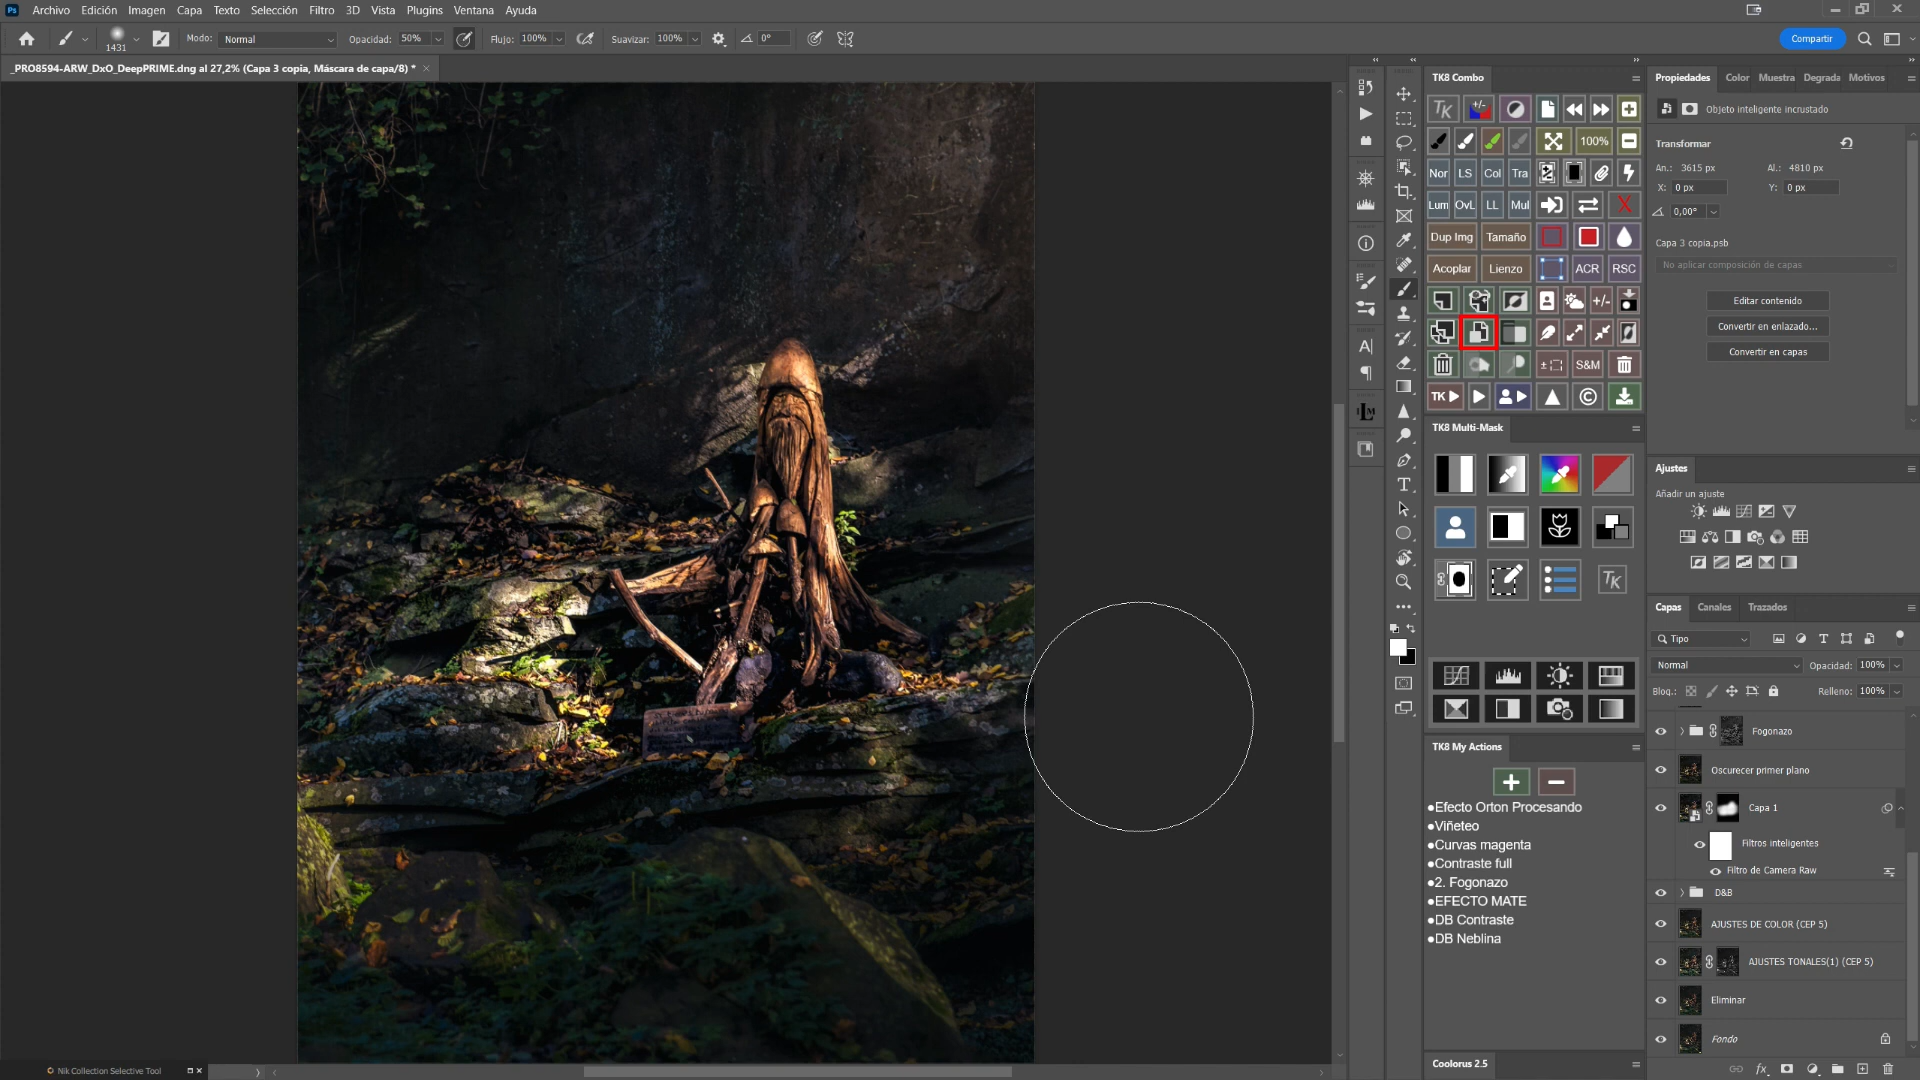 Ps Archivo Edición Imagen Capa Texto Selección Filtro 3D Vista Plugins Ventana Ayuda
1431 Modo: Normal Opacidad: 50% Flujo: 100% Suavizar: 100% 0° Compartir
_PRO8594-ARW_DxO_DeepPRIME.dng al 27,2% (Capa 3 copia, Máscara de capa/8) *
TK8 Combo
TK +/-
100%
Nor LS Col Tra
Lum OvL LL Mul X
Dup Img Tamaño
Acoplar Lienzo ACR RSC
+/-
S&M
TK
TK8 Multi-Mask
TK
TK8 My Actions
Efecto Orton Procesando
Viñeteo
Curvas magenta
Contraste full
2. Fogonazo
EFECTO MATE
DB Contraste
DB Neblina
Coolorus 2.5
Propiedades Color Muestra Degrada Motivos
Objeto inteligente incrustado
Transformar
An.: 3615 px Al.: 4810 px
X: 0 px Y: 0 px
0,00°
Capa 3 copia.psb
No aplicar composición de capas
Editar contenido
Convertir en enlazado...
Convertir en capas
Ajustes
Añadir un ajuste
Capas Canales Trazados
Tipo
Normal Opacidad: 100%
Bloq.: Relleno: 100%
Fogonazo
Oscurecer primer plano
Capa 1
Filtros inteligentes
Filtro de Camera Raw
D&B
AJUSTES DE COLOR (CEP 5)
AJUSTES TONALES(1) (CEP 5)
Eliminar
Fondo
fx
Nik Collection Selective Tool